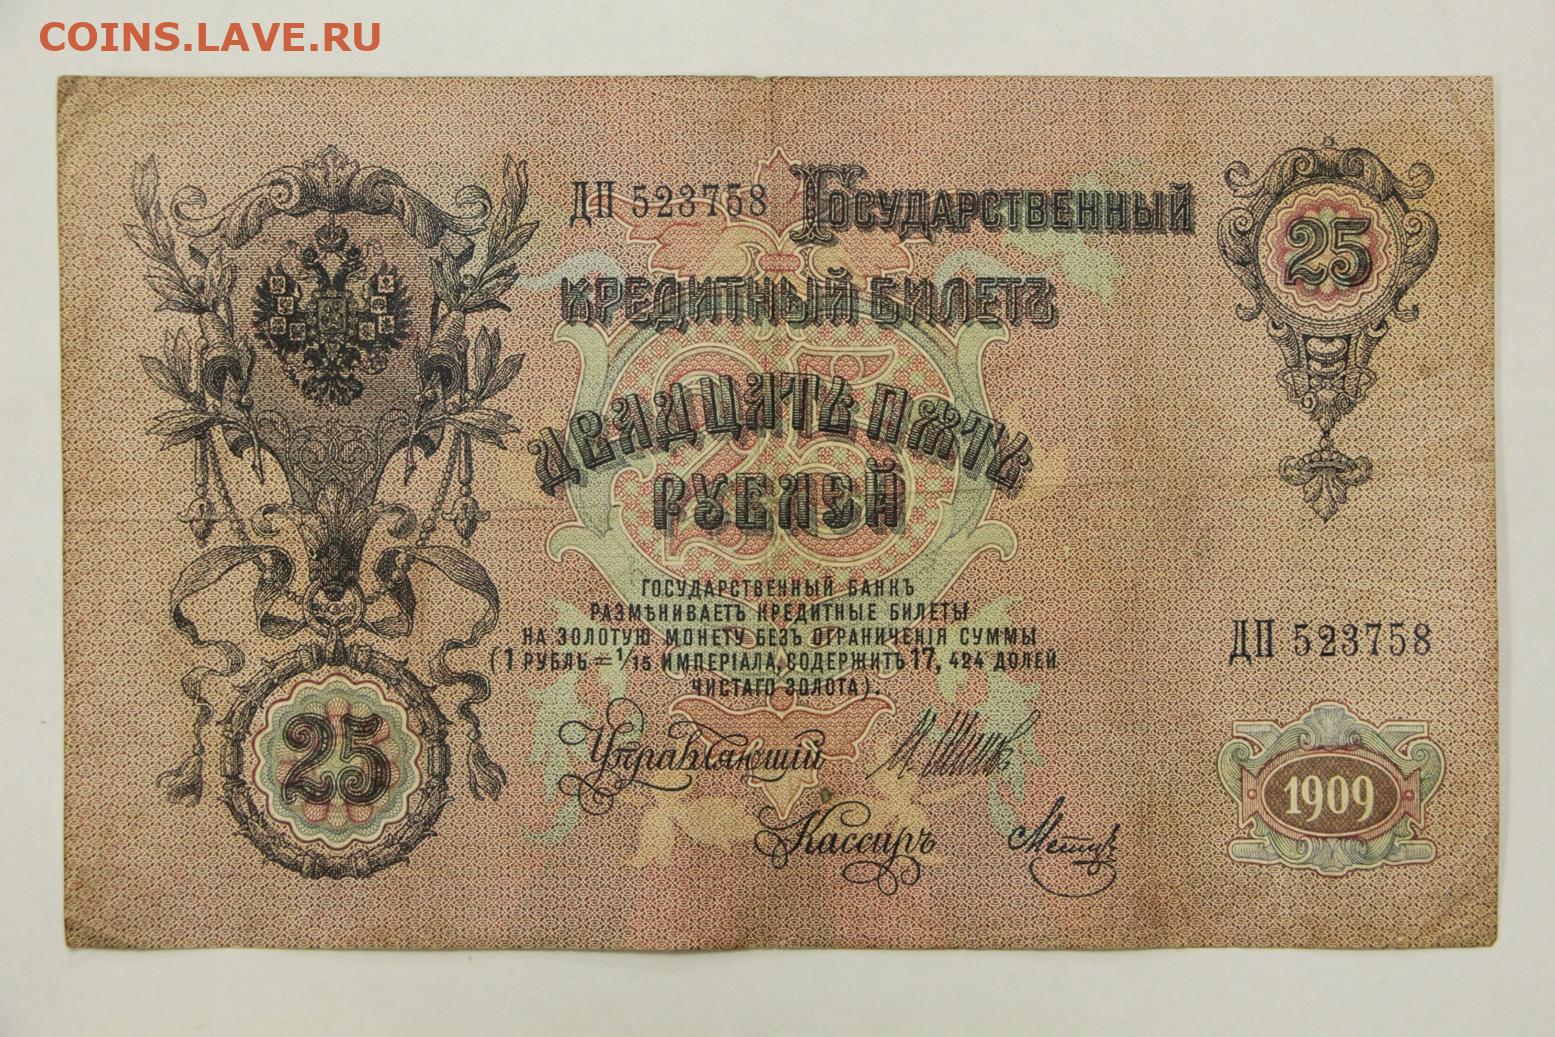 COINS.LAVE.RU
ДП 523758
ГОСУДАРСТВЕННЫЙ
КРЕДИТНЫЙ БИЛЕТЪ
25
25
ДВАДЦАТЬ ПЯТЬ
РУБЛЕЙ
ГОСУДАРСТВЕННЫЙ БАНКЪ
РАЗМѢНИВАЕТЪ КРЕДИТНЫЕ БИЛЕТЫ
НА ЗОЛОТУЮ МОНЕТУ БЕЗЪ ОГРАНИЧЕНІЯ СУММЫ
(1 РУБЛЬ = 1/15 ИМПЕРІАЛА, СОДЕРЖИТЪ 17, 424 ДОЛЕЙ
ЧИСТАГО ЗОЛОТА).
ДП 523758
25
Управляющій
Кассиръ
1909